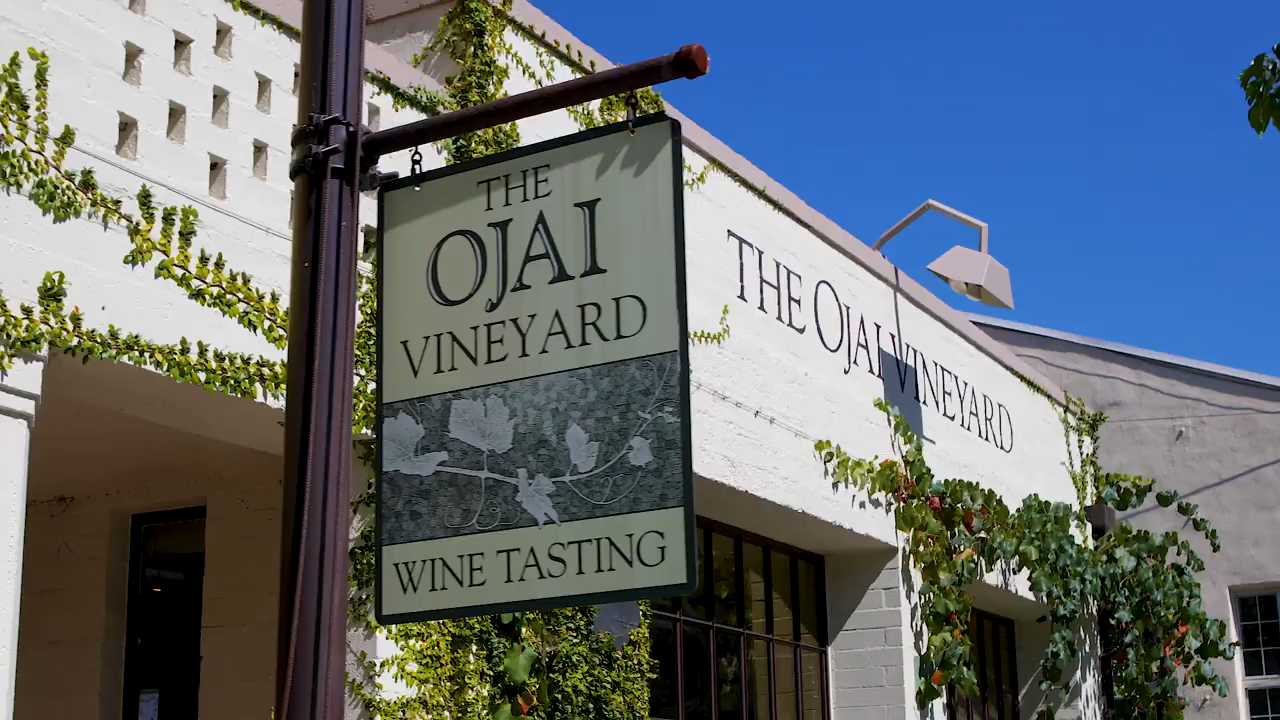 THE
OJAI
VINEYARD
WINE TASTING
THE OJAI VINEYARD